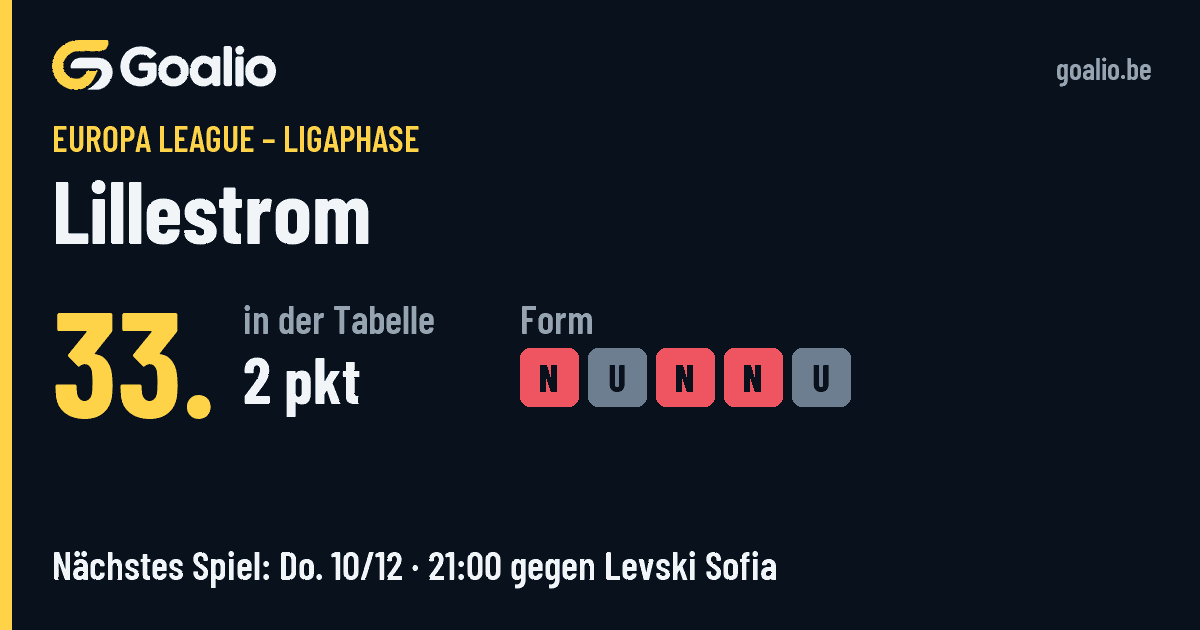 Goalio
goalio.be
EUROPA LEAGUE – LIGAPHASE
Lillestrom
33.
in der Tabelle
2 pkt
Form
N U N N U
Nächstes Spiel: Do. 10/12 · 21:00 gegen Levski Sofia